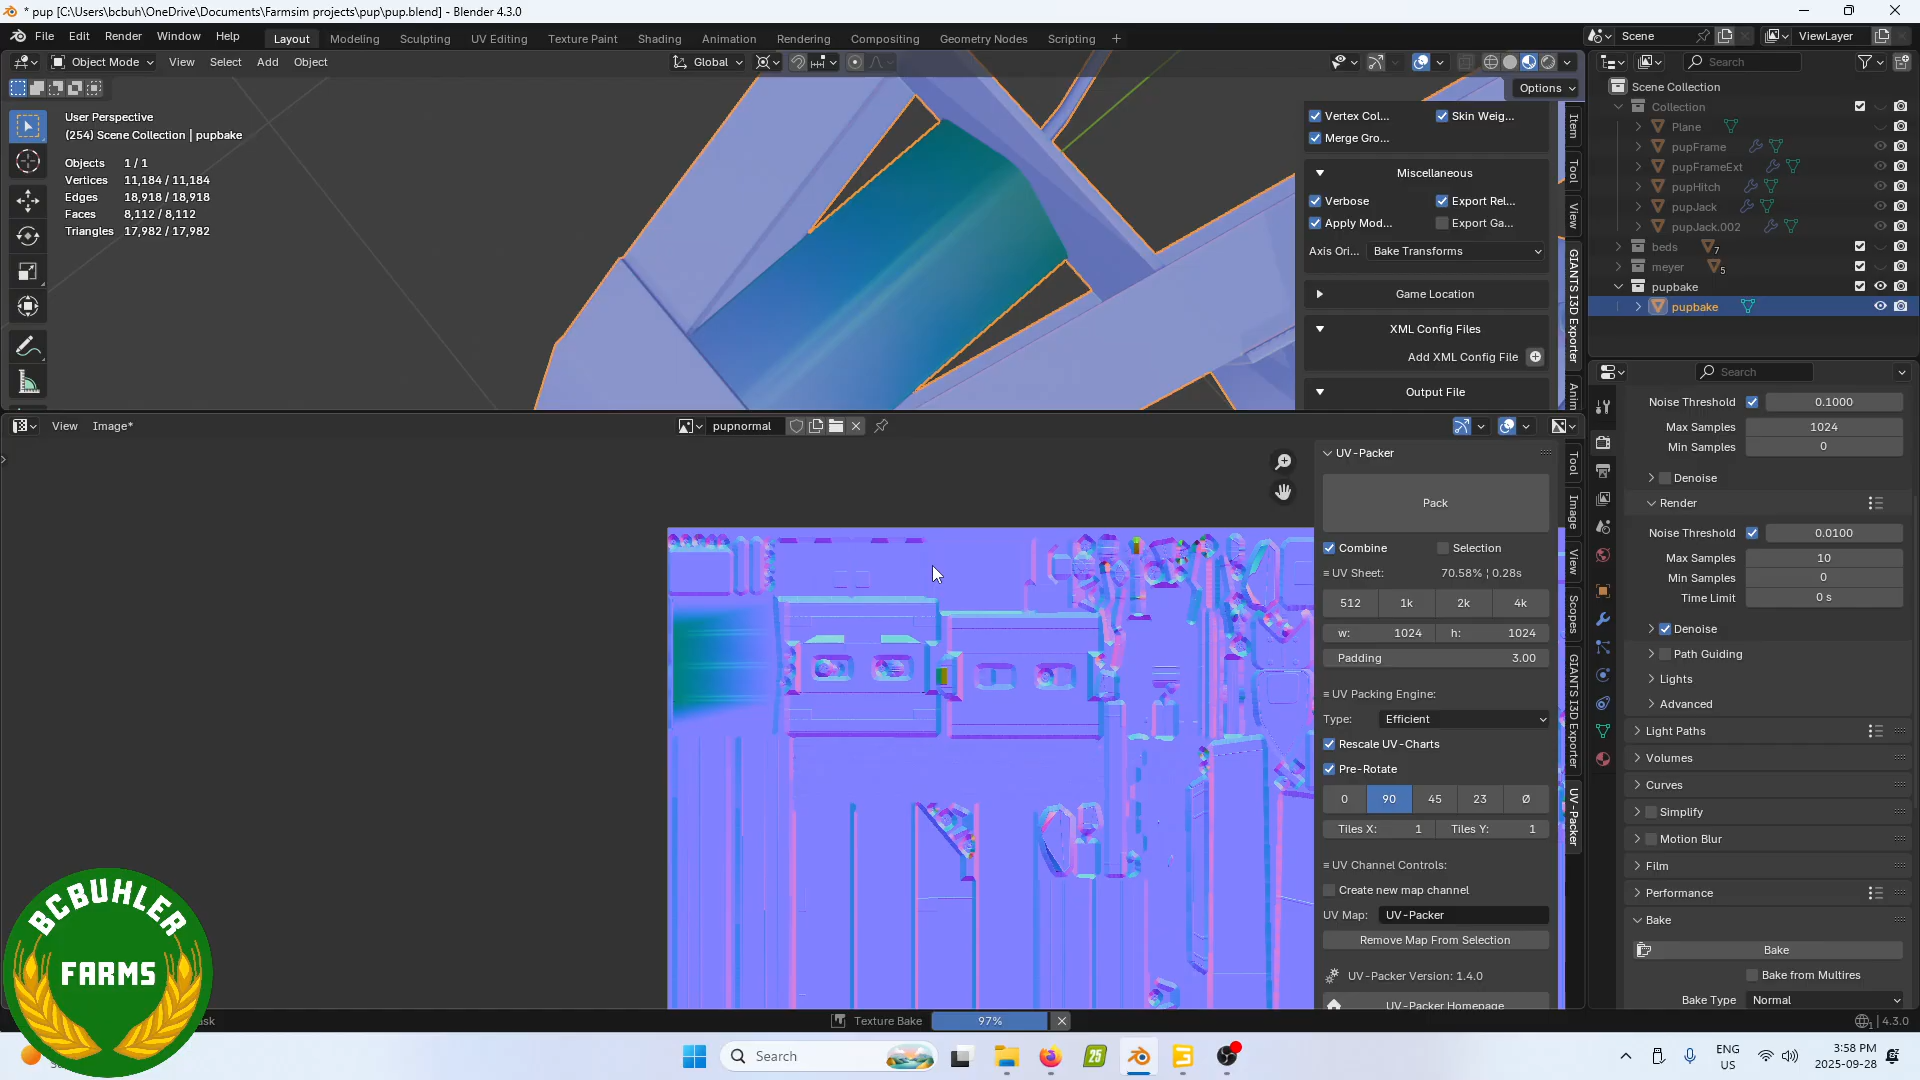 * pup [C:\Users\bcbuh\OneDrive\Documents\Farmsim projects\pup\pup.blend] - Blender 4.3.0
File Edit Render Window Help
Layout Modeling Sculpting UV Editing Texture Paint Shading Animation Rendering Compositing Geometry Nodes Scripting +
Scene ViewLayer
Object Mode View Select Add Object Global
Options
User Perspective
(254) Scene Collection | pupbake
Objects 1 / 1
Vertices 11,184 / 11,184
Edges 18,918 / 18,918
Faces 8,112 / 8,112
Triangles 17,982 / 17,982
Vertex Col... Skin Weig...
Merge Gro...
Miscellaneous
Verbose Export Rel...
Apply Mod... Export Ga...
Axis Ori... Bake Transforms
Game Location
XML Config Files
Add XML Config File
Output File
Item
Tool
View
GIANTS I3D Exporter
Anim
Search
Scene Collection
Collection
Plane
pupFrame
pupFrameExt
pupHitch
pupJack
pupJack.002
beds 7
meyer 5
pupbake
pupbake
Search
Noise Threshold 0.1000
Max Samples 1024
Min Samples 0
Denoise
Render
Noise Threshold 0.0100
Max Samples 10
Min Samples 0
Time Limit 0 s
Denoise
Path Guiding
Lights
Advanced
Light Paths
Volumes
Curves
Simplify
Motion Blur
Film
Performance
Bake
Bake
Bake from Multires
Bake Type Normal
View Image* pupnormal
UV-Packer
Pack
Combine Selection
≡ UV Sheet: 70.58% ¦ 0.28s
512 1k 2k 4k
w: 1024 h: 1024
Padding 3.00
≡ UV Packing Engine:
Type: Efficient
Rescale UV-Charts
Pre-Rotate
0 90 45 23 Ø
Tiles X: 1 Tiles Y: 1
≡ UV Channel Controls:
Create new map channel
UV Map: UV-Packer
Remove Map From Selection
UV-Packer Version: 1.4.0
UV-Packer Homepage
Tool
Image
View
Scopes
GIANTS I3D Exporter
UV-Packer
BCBUHLER
FARMS
ask
Texture Bake 97%
1 4.3.0
Search
25
ENG
US
3:58 PM
2025-09-28